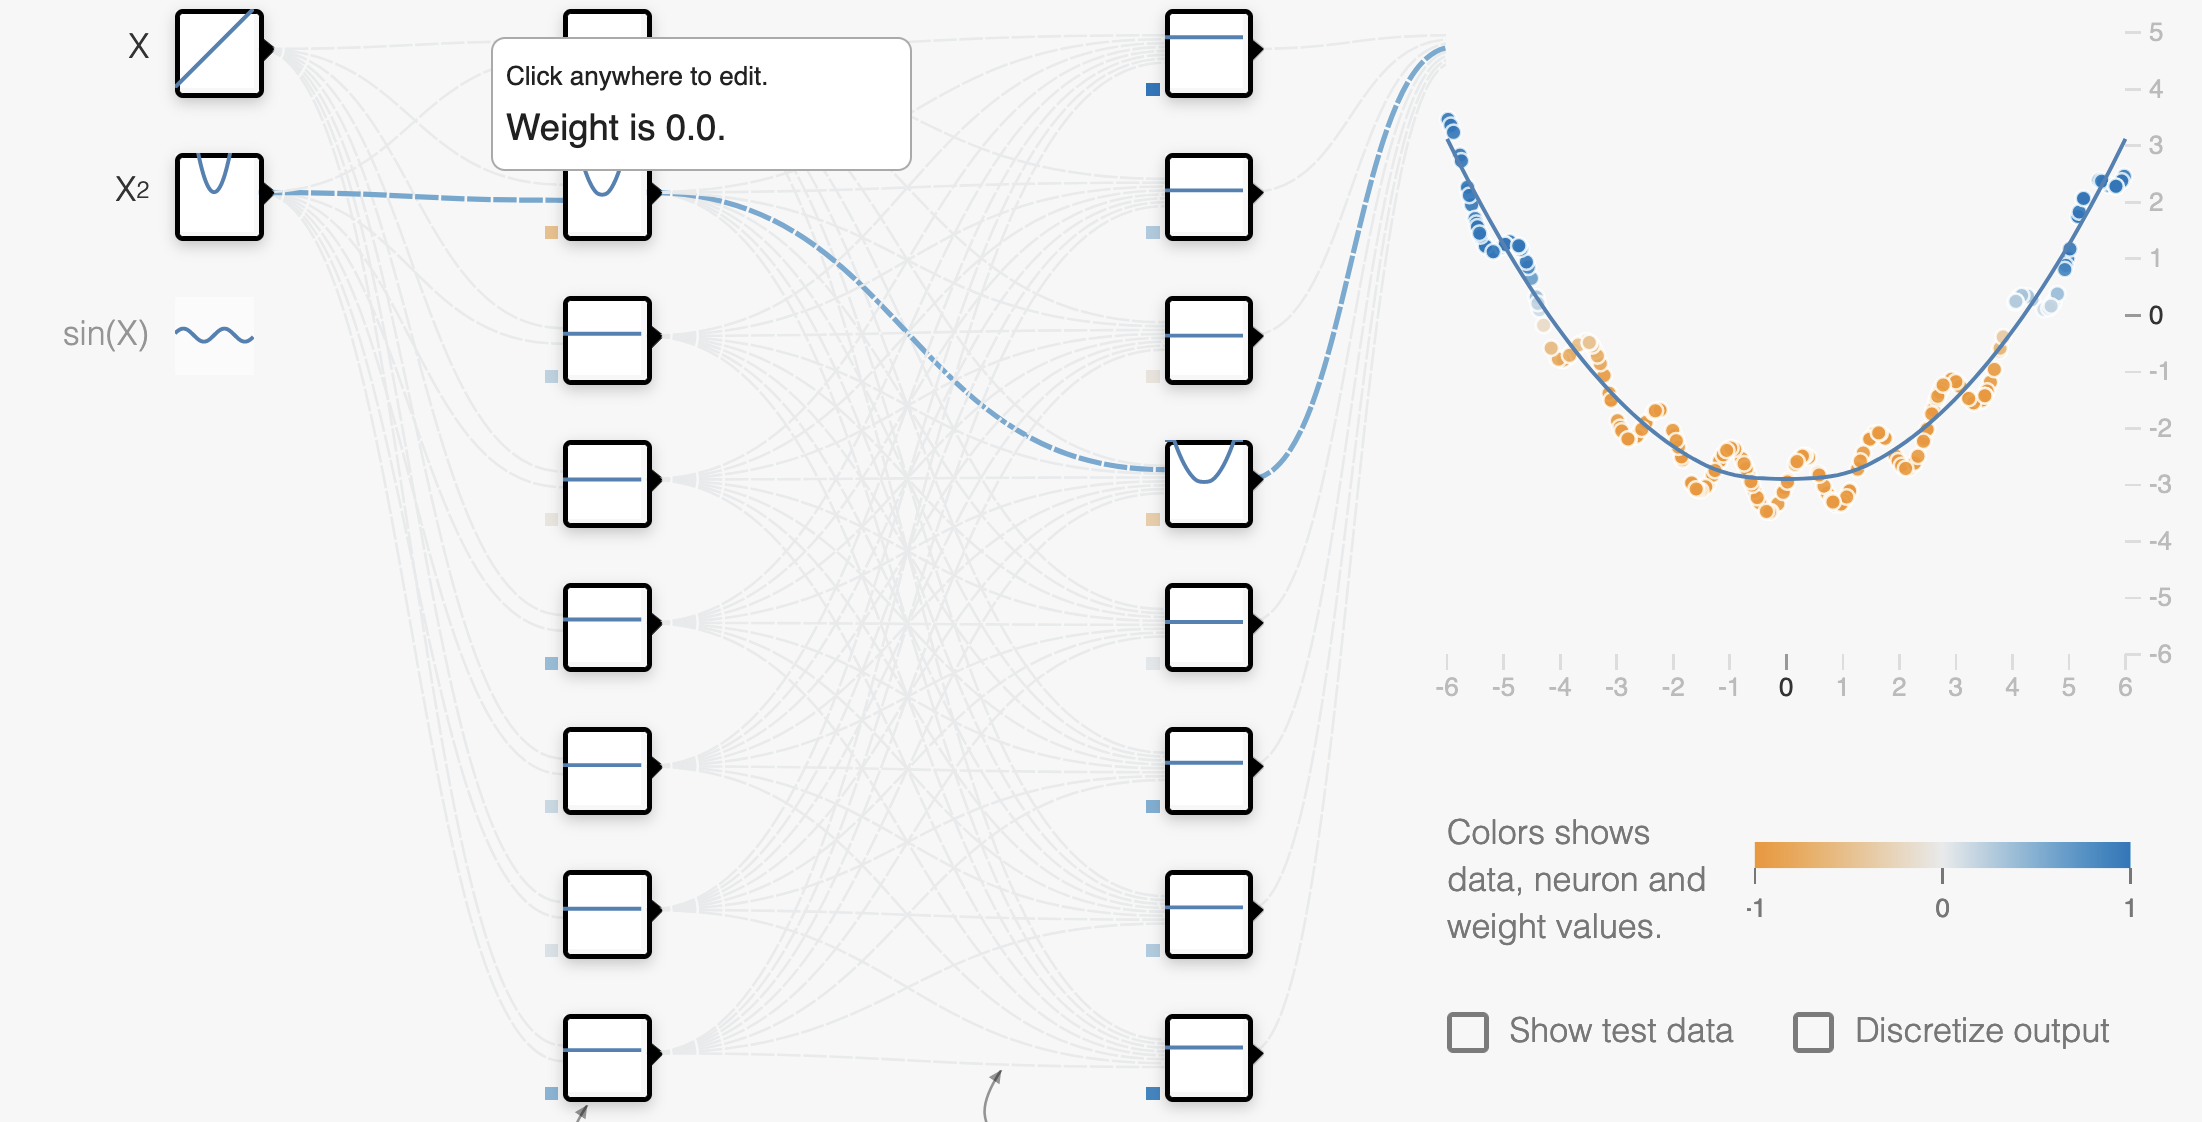 X
X2
sin(X)
Click anywhere to edit.
Weight is 0.0.
5
4
3
2
1
0
-1
-2
-3
-4
-5
-6
-6 -5 -4 -3 -2 -1 0 1 2 3 4 5 6
Colors shows
data, neuron and
weight values.
-1 0 1
Show test data
Discretize output